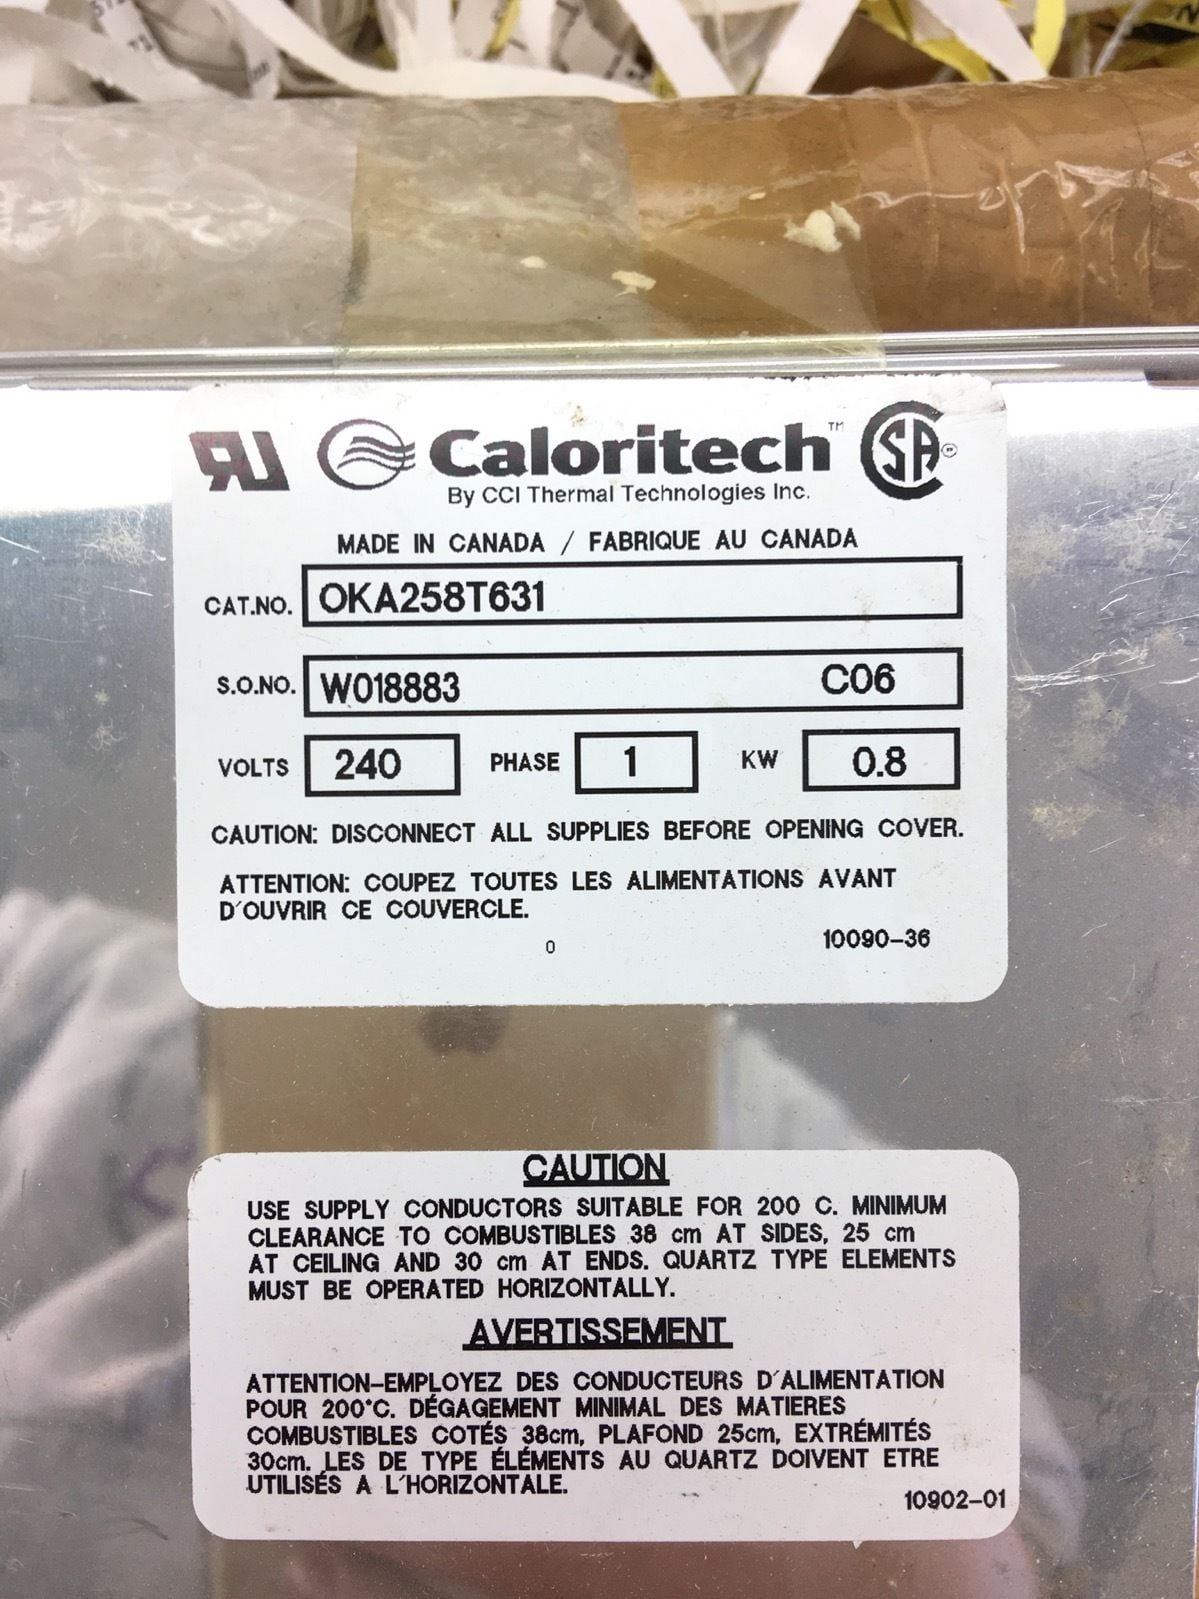 Caloritech™
By CCI Thermal Technologies Inc.
MADE IN CANADA / FABRIQUE AU CANADA
CAT.NO. OKA258T631
S.O.NO. W018883 C06
VOLTS 240 PHASE 1 KW 0.8
CAUTION: DISCONNECT ALL SUPPLIES BEFORE OPENING COVER.
ATTENTION: COUPEZ TOUTES LES ALIMENTATIONS AVANT
D'OUVRIR CE COUVERCLE.
0 10090-36
CAUTION
USE SUPPLY CONDUCTORS SUITABLE FOR 200 C. MINIMUM
CLEARANCE TO COMBUSTIBLES 38 cm AT SIDES, 25 cm
AT CEILING AND 30 cm AT ENDS. QUARTZ TYPE ELEMENTS
MUST BE OPERATED HORIZONTALLY.
AVERTISSEMENT
ATTENTION-EMPLOYEZ DES CONDUCTEURS D'ALIMENTATION
POUR 200°C. DÉGAGEMENT MINIMAL DES MATIERES
COMBUSTIBLES COTÉS 38cm, PLAFOND 25cm, EXTRÉMITÉS
30cm. LES DE TYPE ÉLÉMENTS AU QUARTZ DOIVENT ETRE
UTILISÉS A L'HORIZONTALE.
10902-01